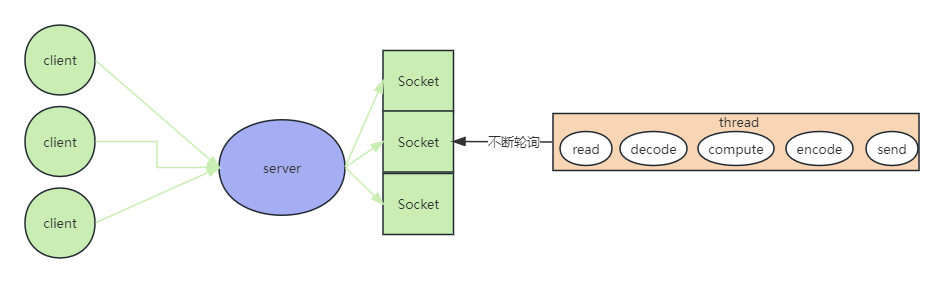 client
client
client
server
Socket
Socket
Socket
不断轮询
thread
read
decode
compute
encode
send